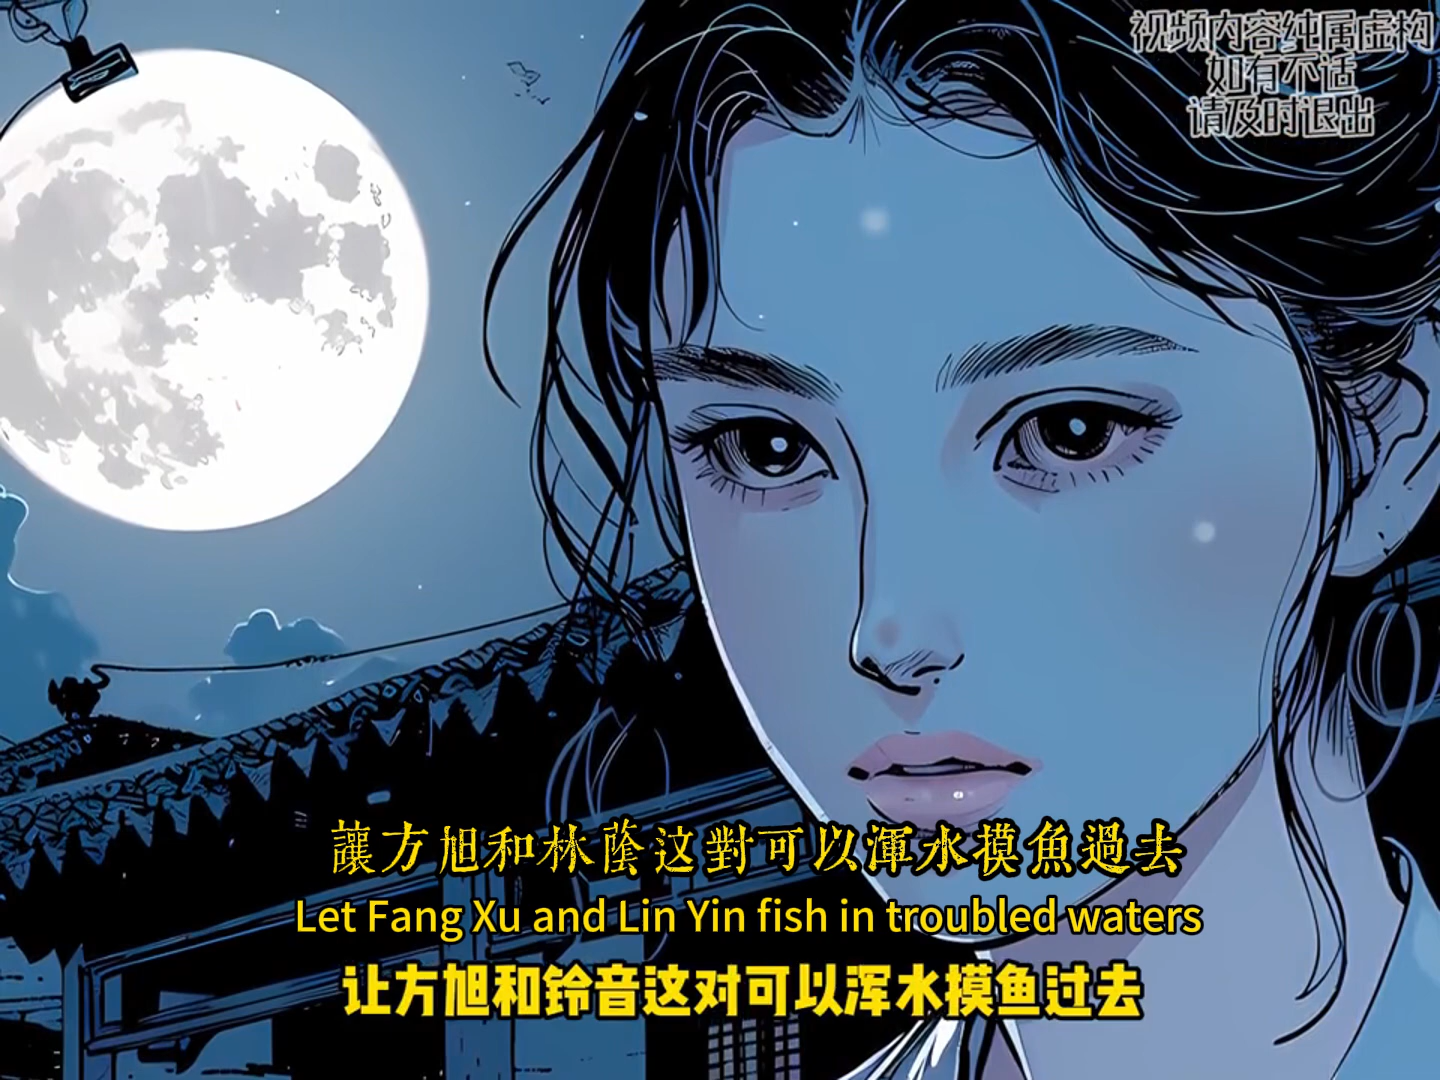 视频内容纯属虚构
如有不适
请及时退出
讓方旭和林蔭这對可以渾水摸魚過去
Let Fang Xu and Lin Yin fish in troubled waters
让方旭和铃音这对可以浑水摸鱼过去